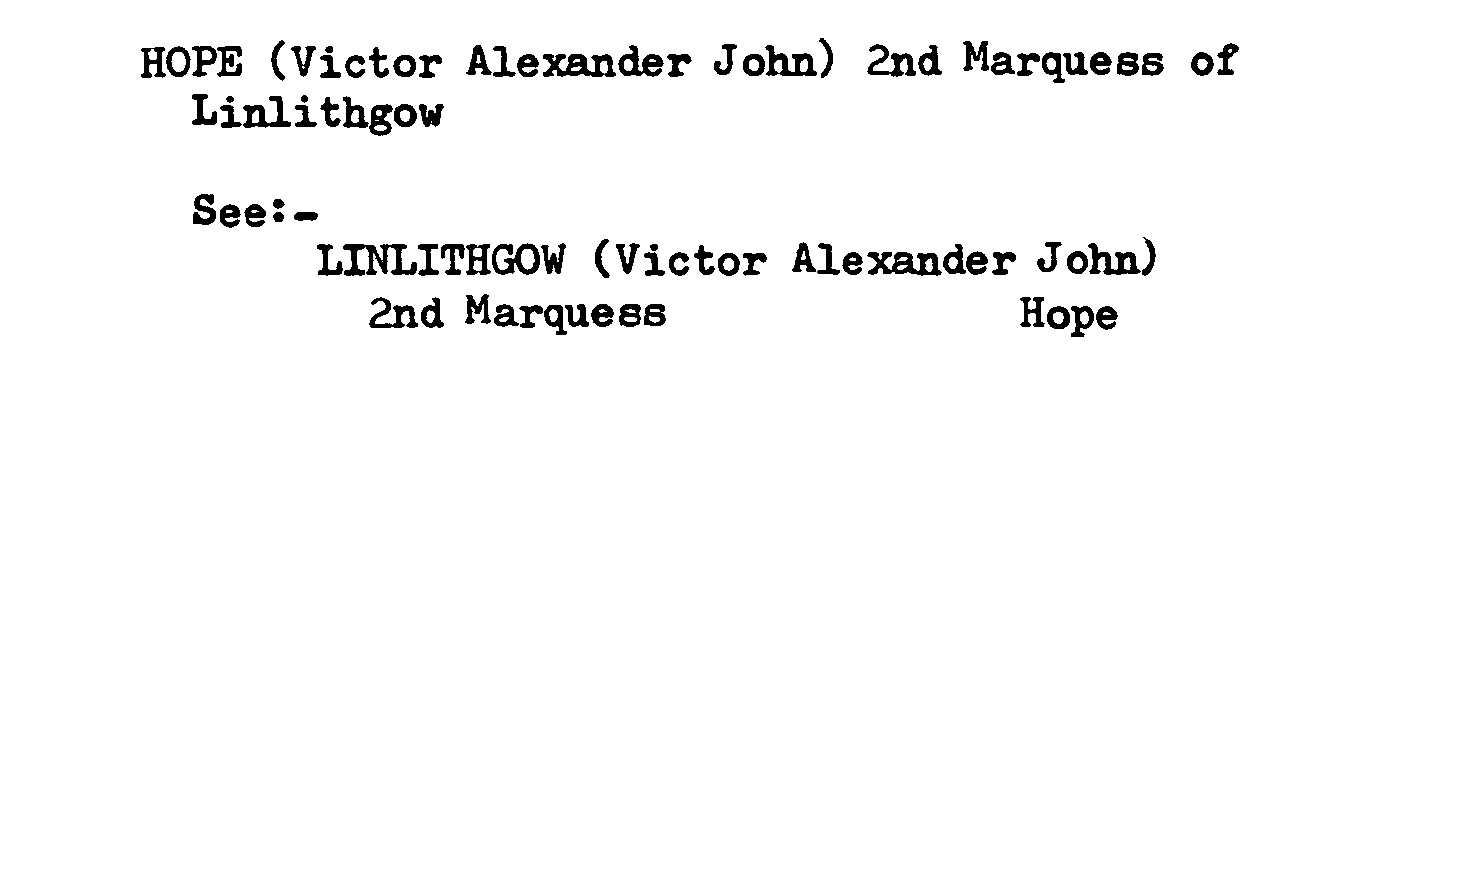 HOPE (Victor Alexander John) 2nd Marquess of
Linlithgow
See:-
LINLITHGOW (Victor Alexander John)
2nd Marquess Hope